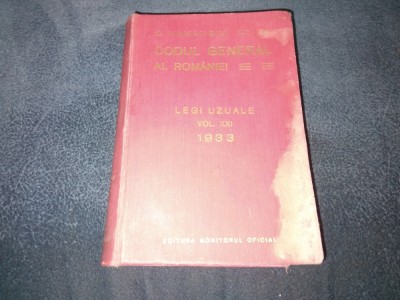 CODUL GENERAL
AL ROMÂNIEI
LEGI UZUALE
VOL. XXI
1933
EDITURA MONITORUL OFICIAL